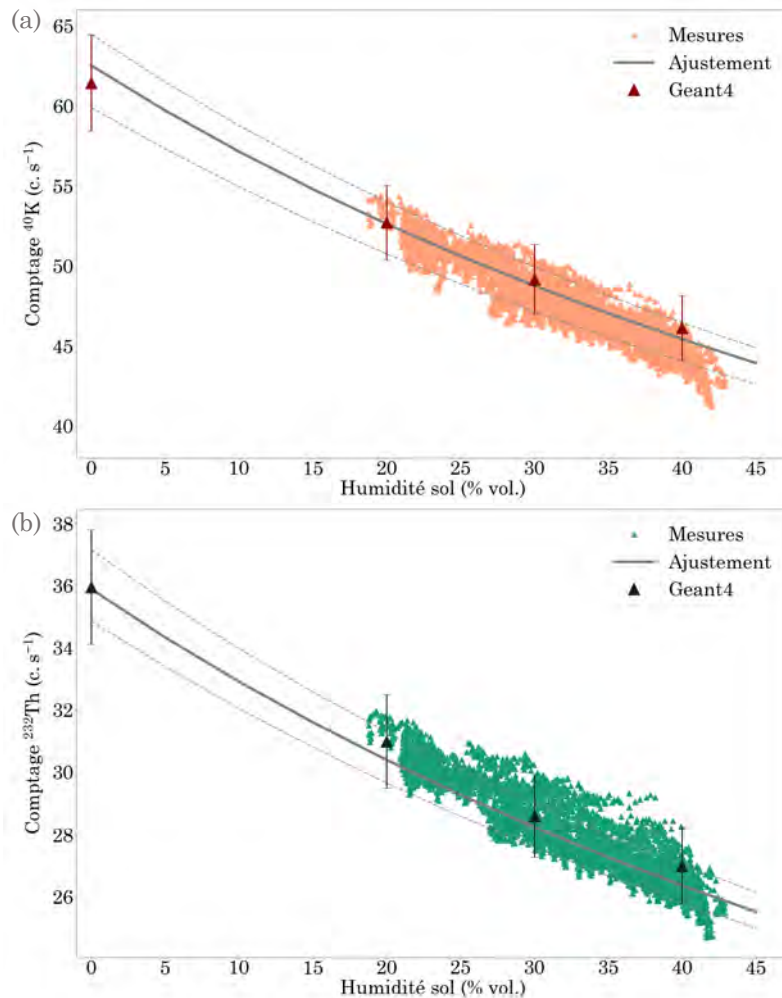 (a)
65
60
55
50
45
40
Comptage ⁴⁰K (c. s⁻¹)
Mesures
Ajustement
Geant4
0 5 10 15 20 25 30 35 40 45
Humidité sol (% vol.)
(b)
38
36
34
32
30
28
26
Comptage ²³²Th (c. s⁻¹)
Mesures
Ajustement
Geant4
0 5 10 15 20 25 30 35 40 45
Humidité sol (% vol.)